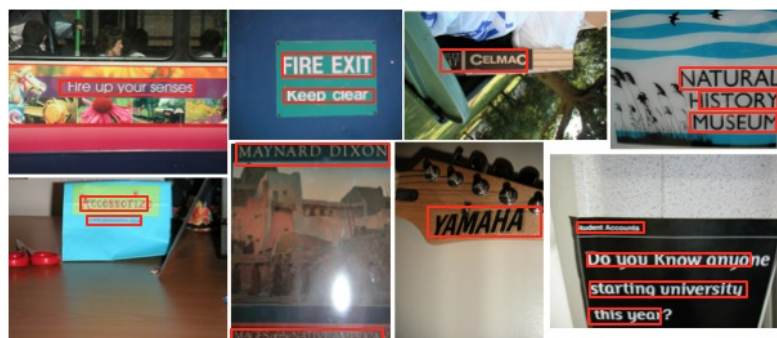 Fire up your senses
FIRE EXIT
Keep clear
CELMAC
NATURAL
HISTORY
MUSEUM
MAYNARD DIXON
YAMAHA
Student Accounts
Do you Know anyone
starting university
this year?